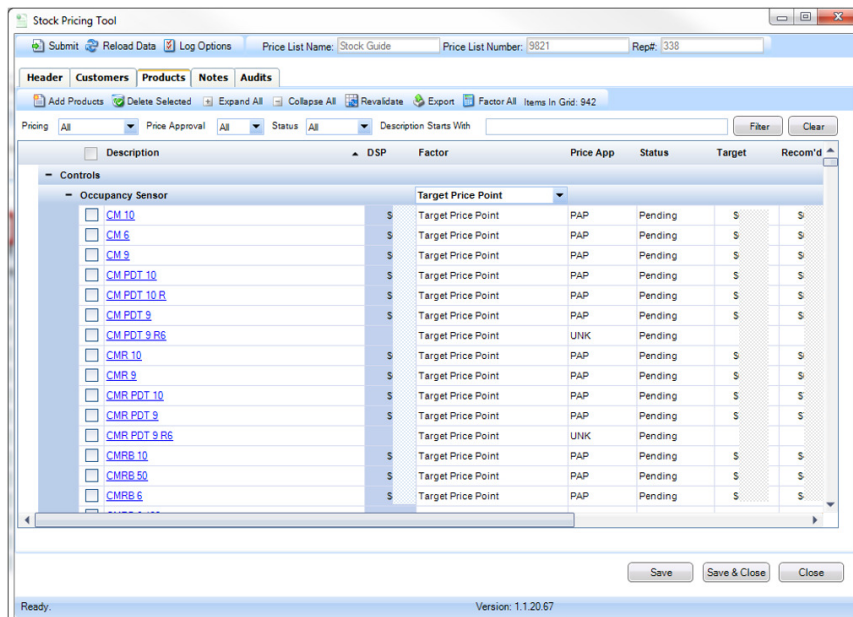 Stock Pricing Tool
Submit Reload Data Log Options Price List Name: Stock Guide Price List Number: 9821 Rep#: 338
Header Customers Products Notes Audits
Add Products Delete Selected Expand All Collapse All Revalidate Export Factor All Items In Grid: 942
Pricing All Price Approval All Status All Description Starts With Filter Clear
Description DSP Factor Price App Status Target Recom'd
Controls
Occupancy Sensor Target Price Point
CM 10 $ Target Price Point PAP Pending $ $
CM 6 $ Target Price Point PAP Pending $ $
CM 9 $ Target Price Point PAP Pending $ $
CM PDT 10 $ Target Price Point PAP Pending $ $
CM PDT 10 R $ Target Price Point PAP Pending $ $
CM PDT 9 $ Target Price Point PAP Pending $ $
CM PDT 9 R6 Target Price Point UNK Pending
CMR 10 $ Target Price Point PAP Pending $ $
CMR 9 $ Target Price Point PAP Pending $ $
CMR PDT 10 $ Target Price Point PAP Pending $ $
CMR PDT 9 $ Target Price Point PAP Pending $ $
CMR PDT 9 R6 Target Price Point UNK Pending
CMRB 10 $ Target Price Point PAP Pending $ $
CMRB 50 $ Target Price Point PAP Pending $ $
CMRB 6 $ Target Price Point PAP Pending $ $
Save Save & Close Close
Ready. Version: 1.1.20.67